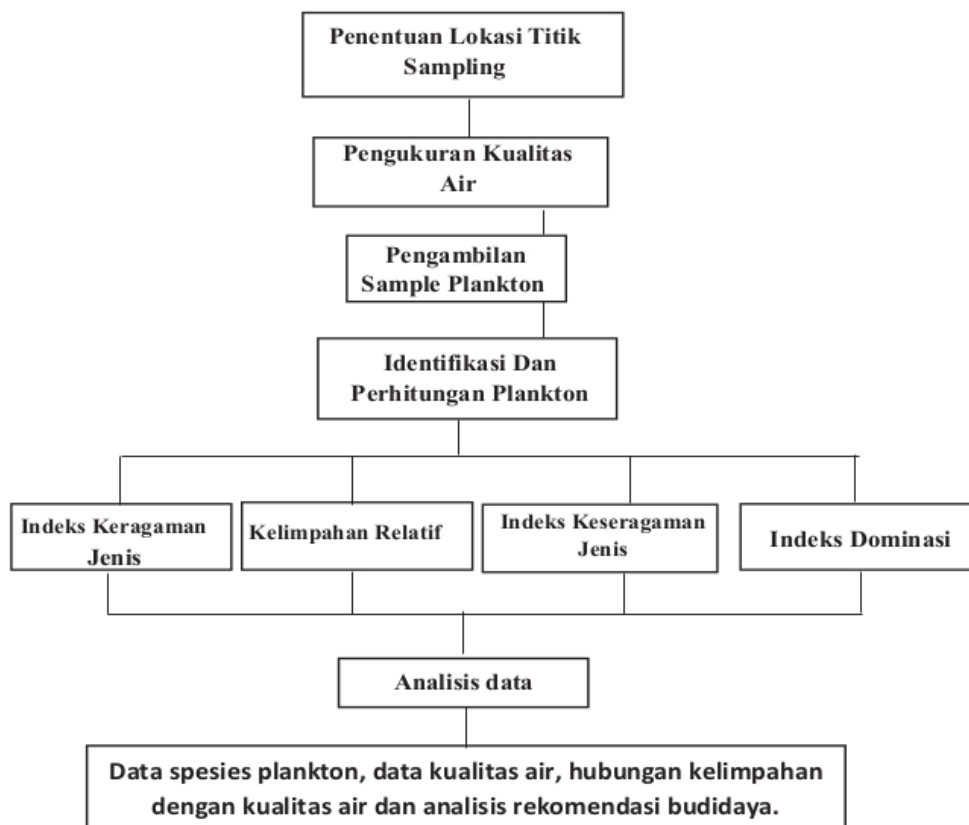 Penentuan Lokasi Titik
Sampling
Pengukuran Kualitas
Air
Pengambilan
Sample Plankton
Identifikasi Dan
Perhitungan Plankton
Indeks Keragaman
Jenis
Kelimpahan Relatif
Indeks Keseragaman
Jenis
Indeks Dominasi
Analisis data
Data spesies plankton, data kualitas air, hubungan kelimpahan
dengan kualitas air dan analisis rekomendasi budidaya.